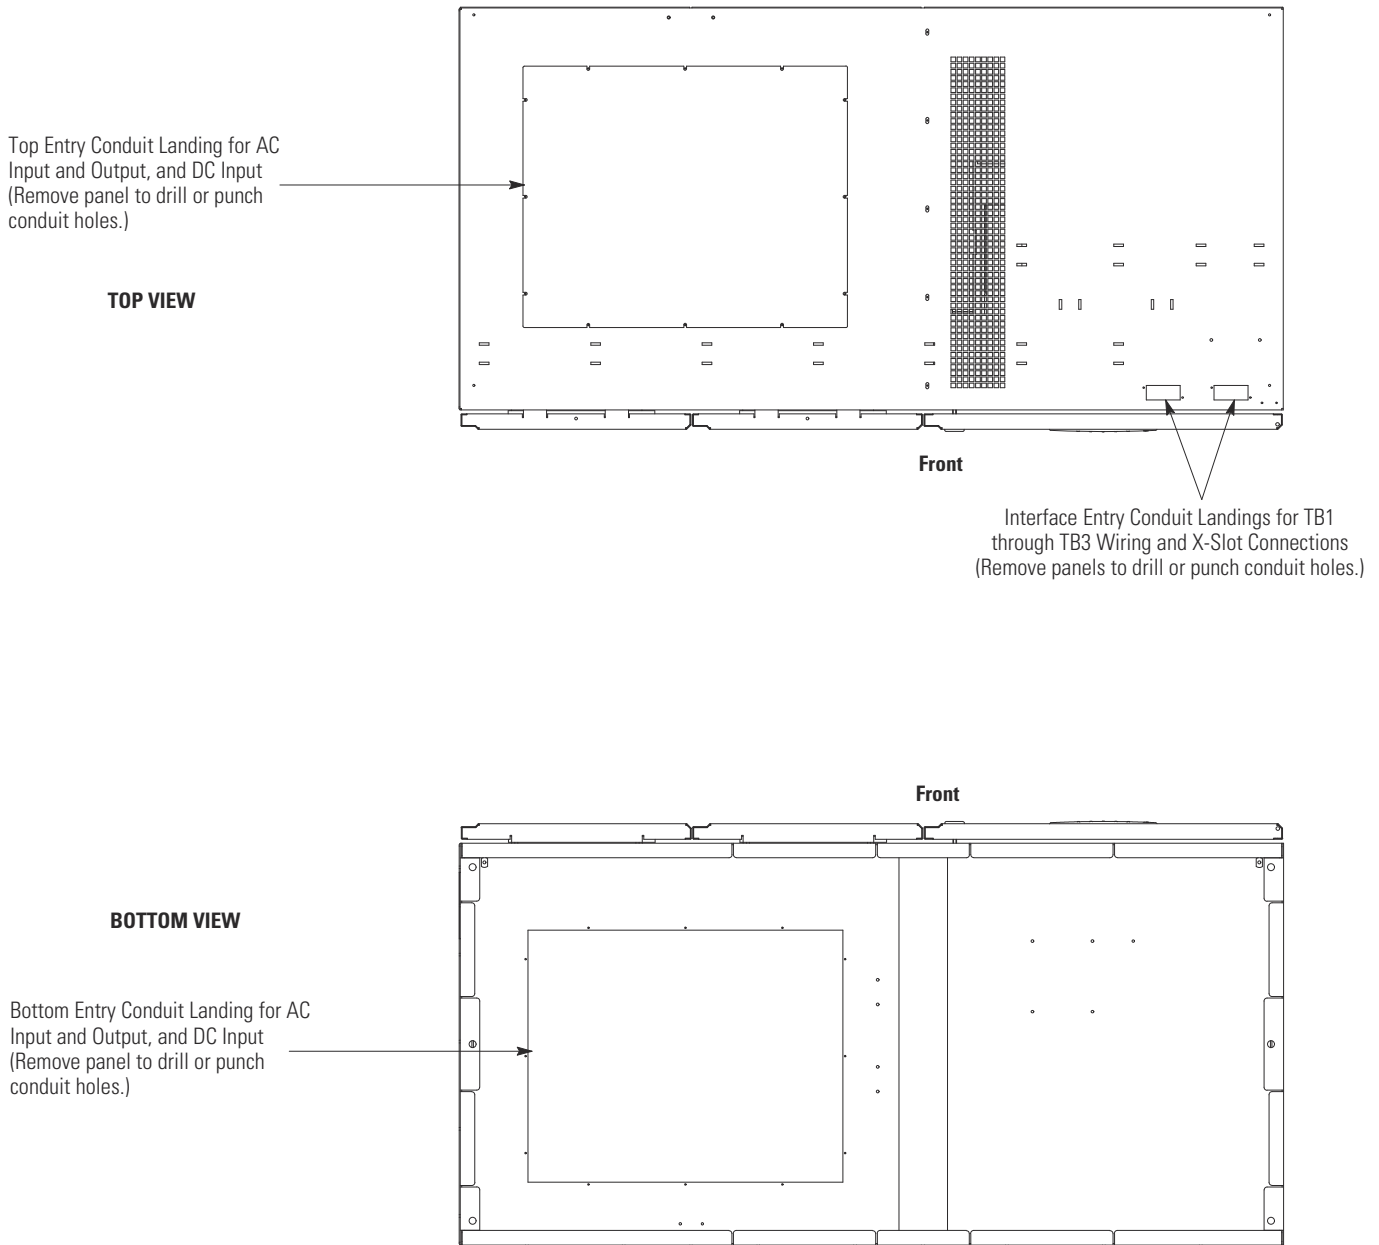 Top Entry Conduit Landing for AC
Input and Output, and DC Input
(Remove panel to drill or punch
conduit holes.)
TOP VIEW
Front
Interface Entry Conduit Landings for TB1
through TB3 Wiring and X-Slot Connections
(Remove panels to drill or punch conduit holes.)
Front
BOTTOM VIEW
Bottom Entry Conduit Landing for AC
Input and Output, and DC Input
(Remove panel to drill or punch
conduit holes.)